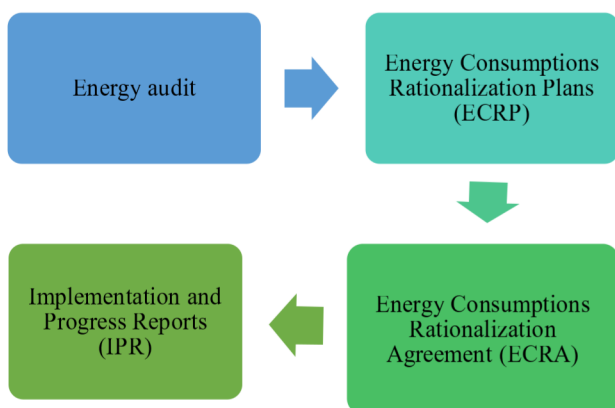 Energy audit
Energy Consumptions
Rationalization Plans
(ECRP)
Energy Consumptions
Rationalization
Agreement (ECRA)
Implementation and
Progress Reports
(IPR)